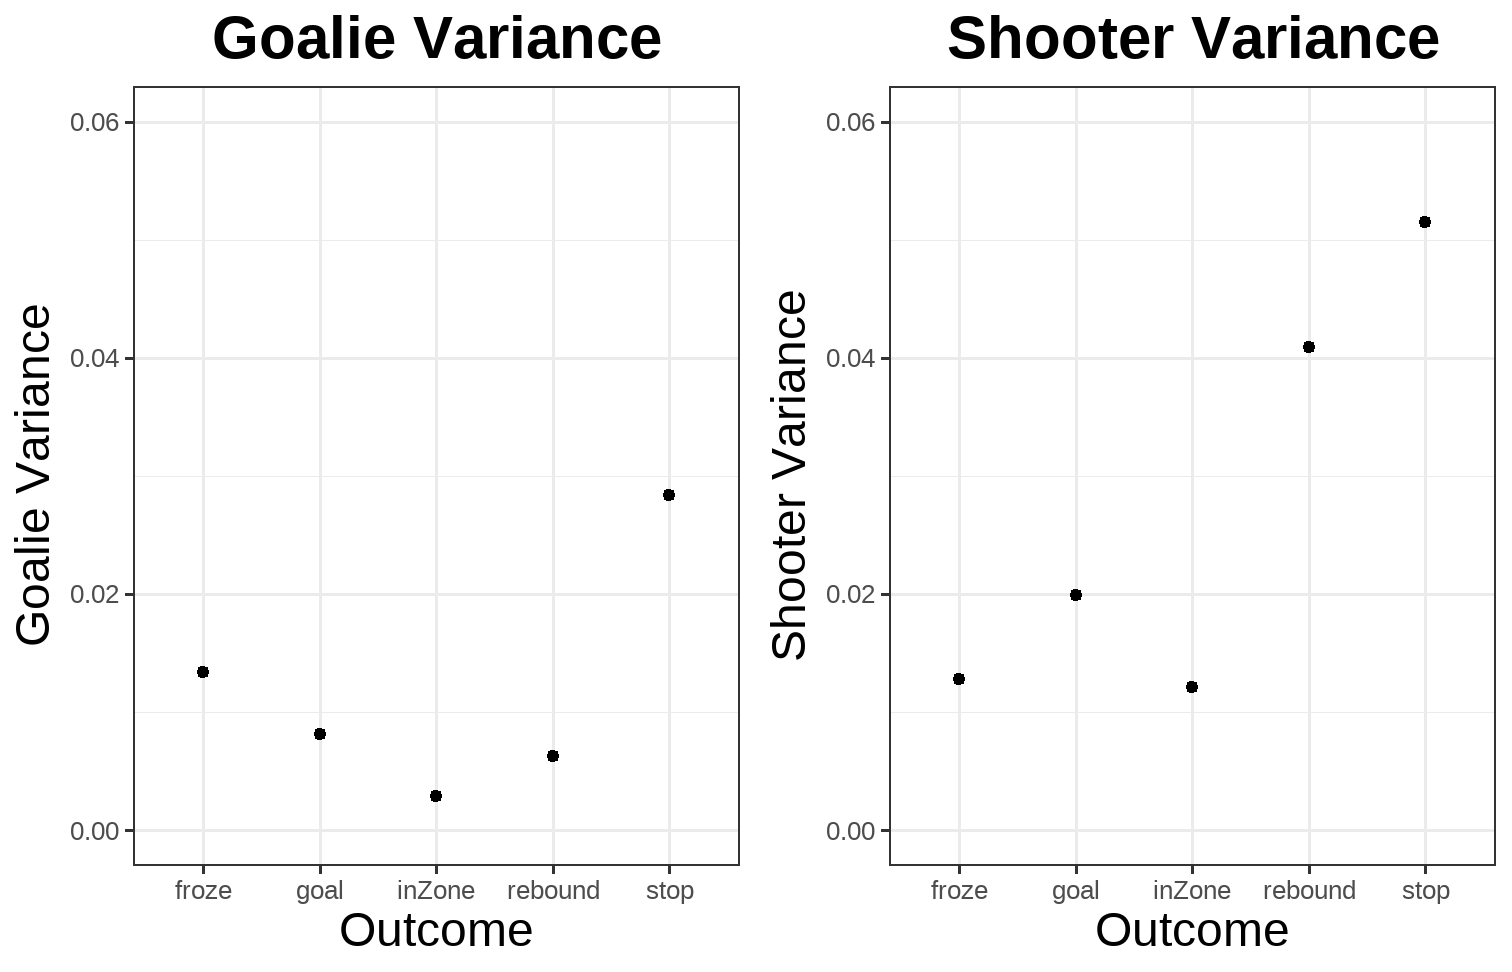 Goalie Variance
Goalie Variance
0.06
0.04
0.02
0.00
froze goal inZone rebound stop
Outcome
Shooter Variance
Shooter Variance
0.06
0.04
0.02
0.00
froze goal inZone rebound stop
Outcome